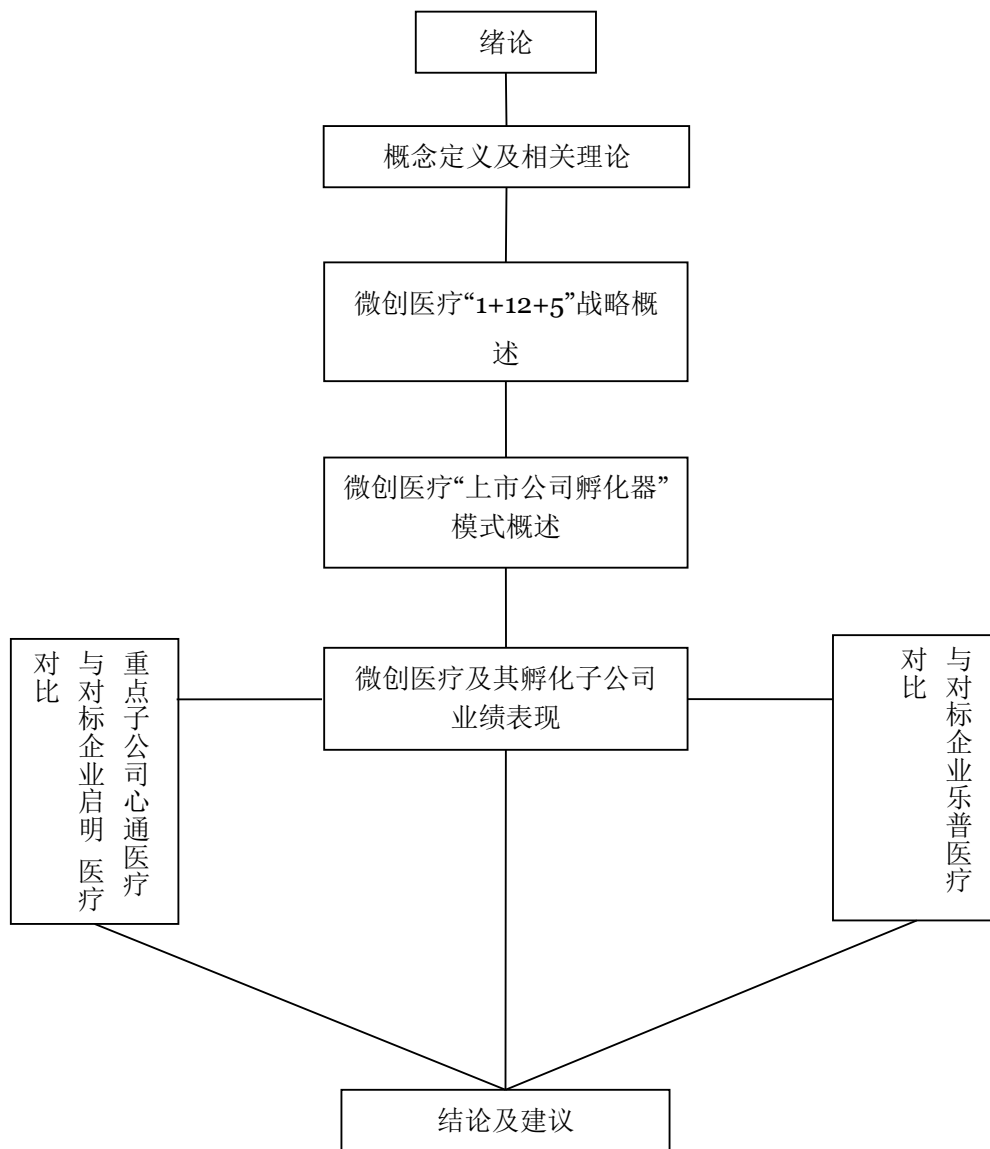 绪论
概念定义及相关理论
微创医疗“1+12+5”战略概
述
微创医疗“上市公司孵化器”
模式概述
微创医疗及其孵化子公司
业绩表现
重点子公司心通医疗
与对标企业启明 医疗
对比
与对标企业乐普医疗
对比
结论及建议